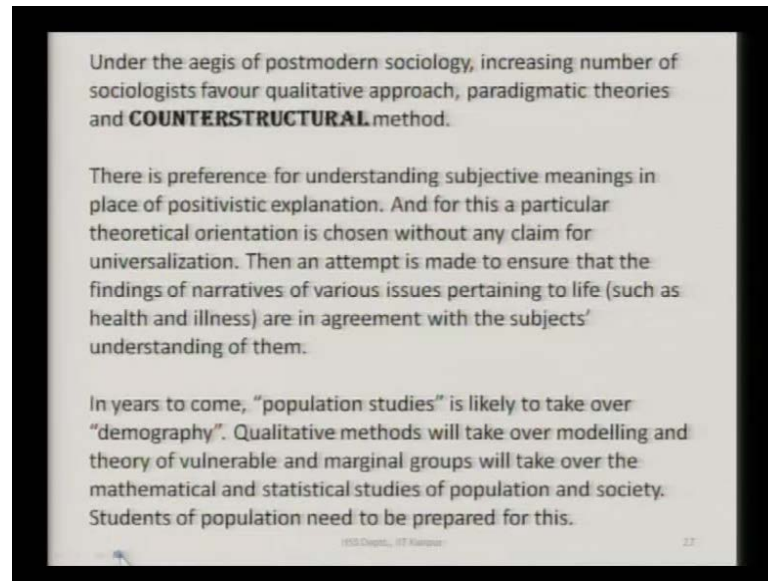 Under the aegis of postmodern sociology, increasing number of
sociologists favour qualitative approach, paradigmatic theories
and COUNTERSTRUCTURAL method.
There is preference for understanding subjective meanings in
place of positivistic explanation. And for this a particular
theoretical orientation is chosen without any claim for
universalization. Then an attempt is made to ensure that the
findings of narratives of various issues pertaining to life (such as
health and illness) are in agreement with the subjects'
understanding of them.
In years to come, “population studies” is likely to take over
“demography”. Qualitative methods will take over modelling and
theory of vulnerable and marginal groups will take over the
mathematical and statistical studies of population and society.
Students of population need to be prepared for this.
HSS Deptt., IIT Kanpur 27